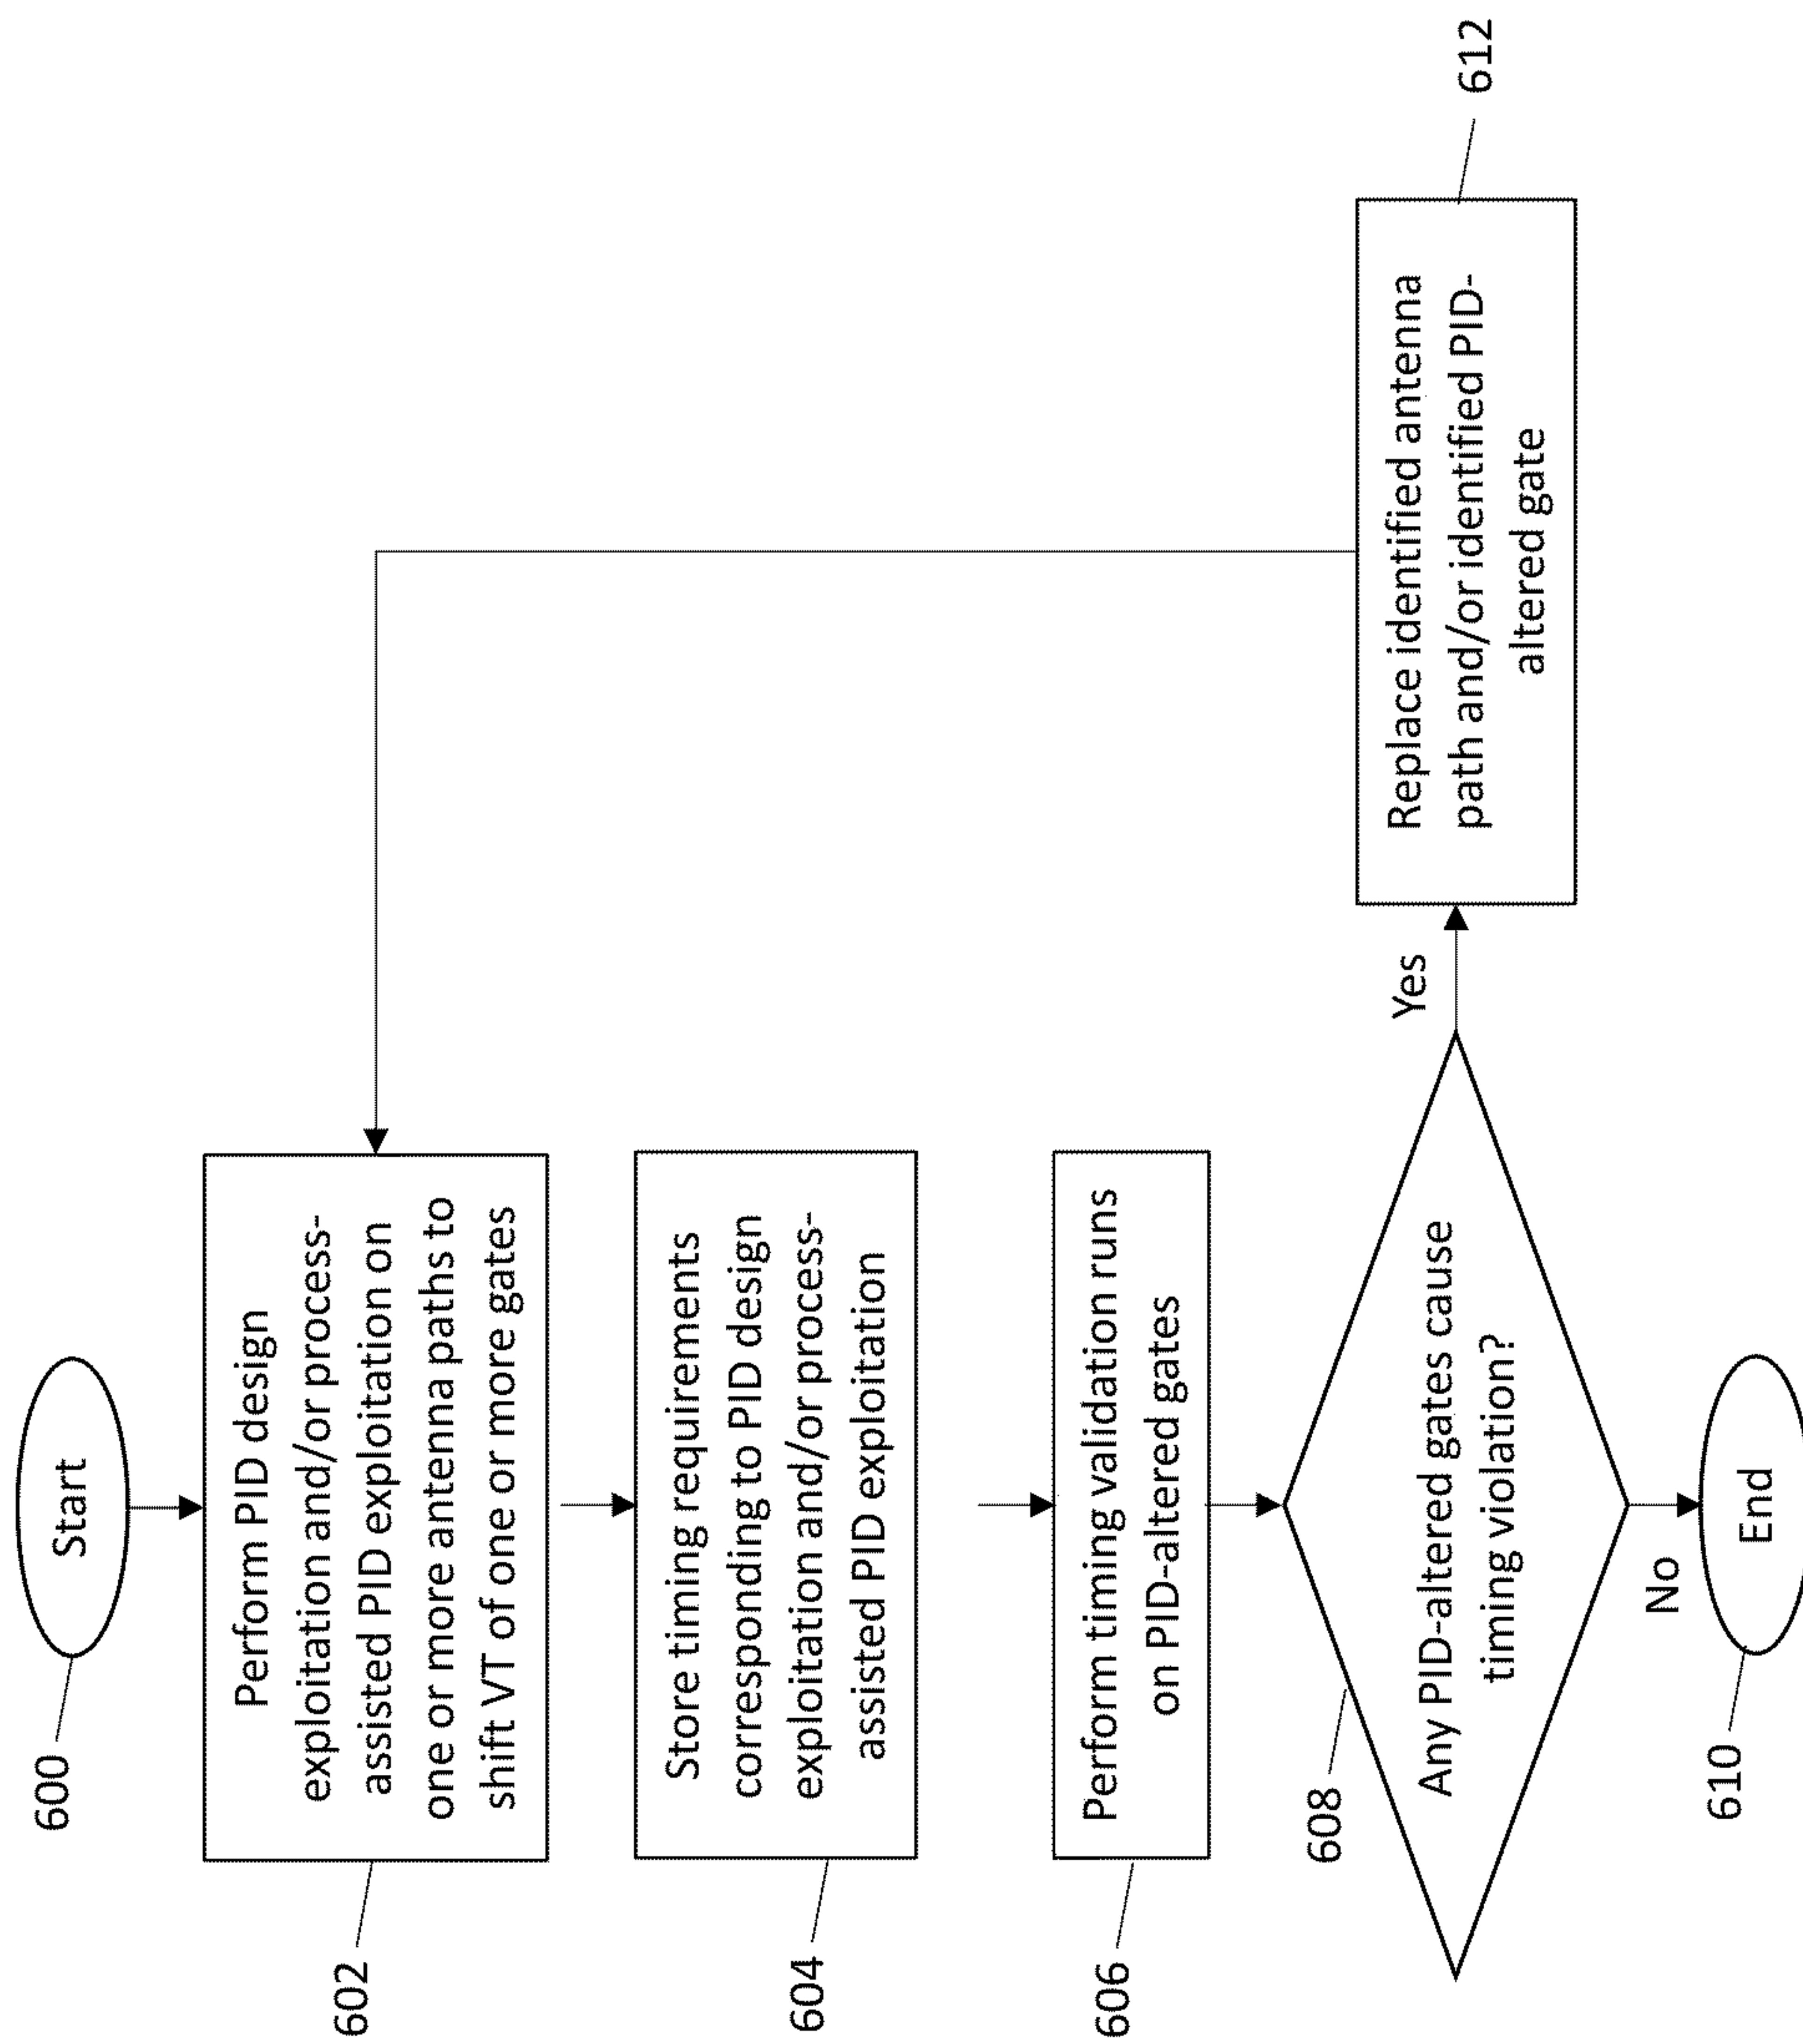 Start
600
Perform PID design
exploitation and/or process-
assisted PID exploitation on
one or more antenna paths to
shift VT of one or more gates
602
Store timing requirements
corresponding to PID design
exploitation and/or process-
assisted PID exploitation
604
Perform timing validation runs
on PID-altered gates
606
608
Any PID-altered gates cause
timing violation?
Yes
Replace identified antenna
path and/or identified PID-
altered gate
612
No
End
610